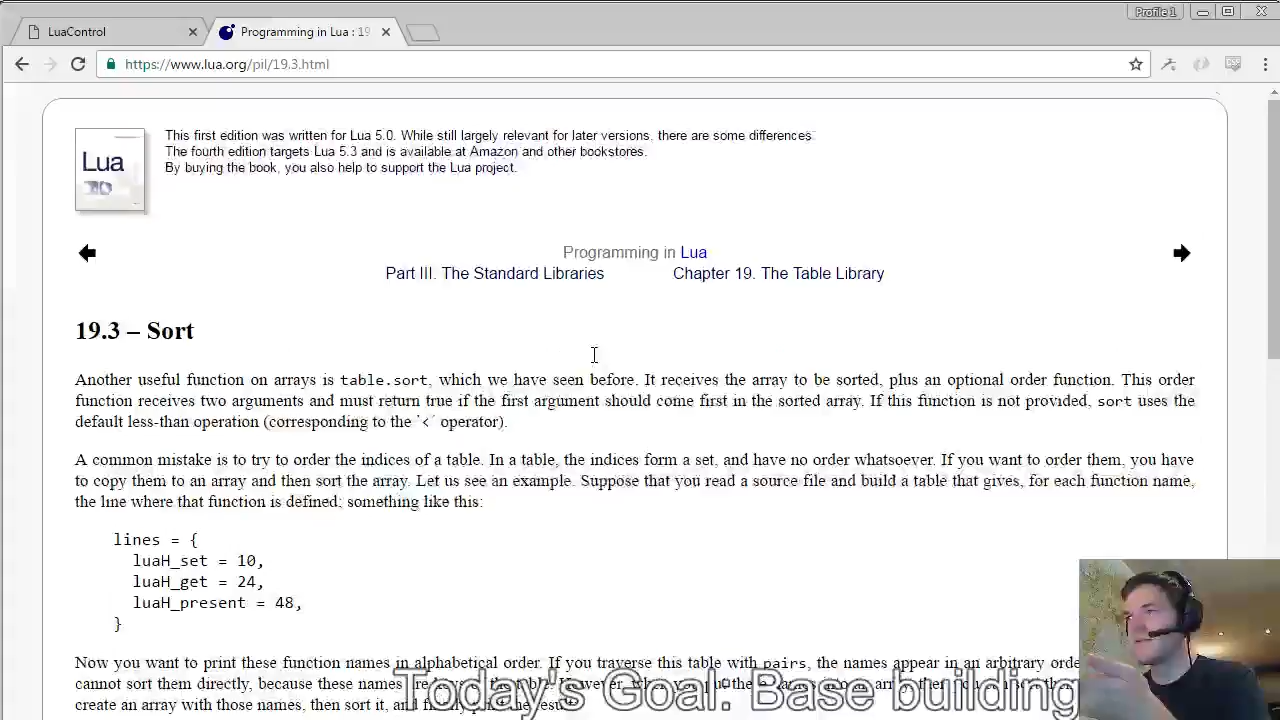 Profile 1
LuaControl
Programming in Lua : 19
https://www.lua.org/pil/19.3.html
This first edition was written for Lua 5.0. While still largely relevant for later versions, there are some differences.
The fourth edition targets Lua 5.3 and is available at Amazon and other bookstores.
By buying the book, you also help to support the Lua project.
Lua
Programming in Lua
Part III. The Standard Libraries Chapter 19. The Table Library
19.3 – Sort
Another useful function on arrays is table.sort, which we have seen before. It receives the array to be sorted, plus an optional order function. This order
function receives two arguments and must return true if the first argument should come first in the sorted array. If this function is not provided, sort uses the
default less-than operation (corresponding to the `<´ operator).
A common mistake is to try to order the indices of a table. In a table, the indices form a set, and have no order whatsoever. If you want to order them, you have
to copy them to an array and then sort the array. Let us see an example. Suppose that you read a source file and build a table that gives, for each function name,
the line where that function is defined; something like this:
lines = {
luaH_set = 10,
luaH_get = 24,
luaH_present = 48,
}
Now you want to print these function names in alphabetical order. If you traverse this table with pairs, the names appear in an arbitrary
cannot sort them directly, because these names
create an array with those names, then sort it, and
Today's Goal: Base building